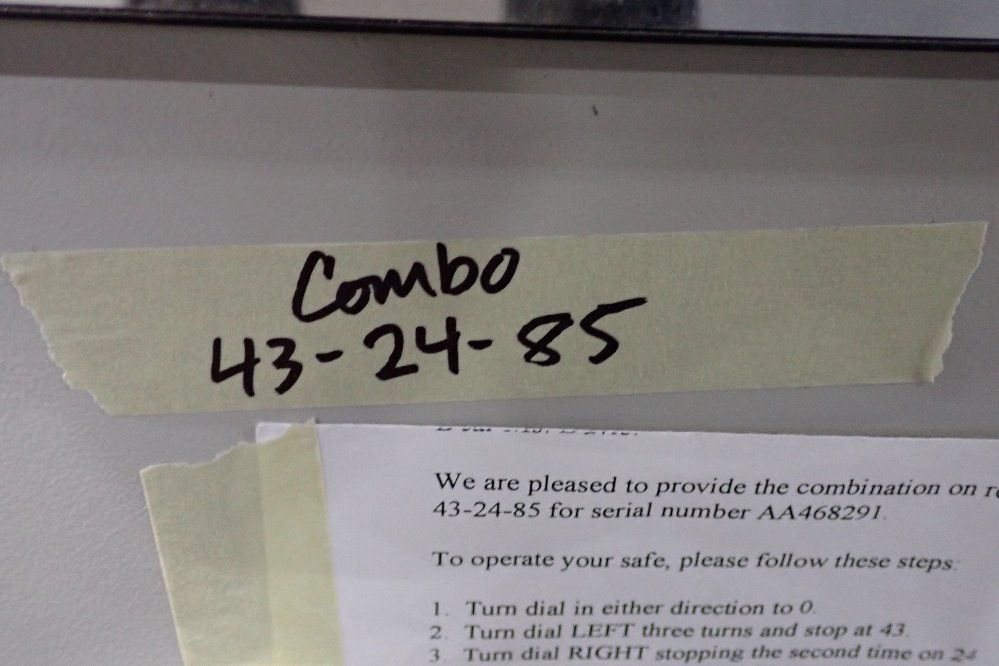 Combo
43-24-85
We are pleased to provide the combination on
43-24-85 for serial number AA468291.
To operate your safe, please follow these steps:
1. Turn dial in either direction to 0.
2. Turn dial LEFT three turns and stop at 43.
3. Turn dial RIGHT stopping the second time on 24